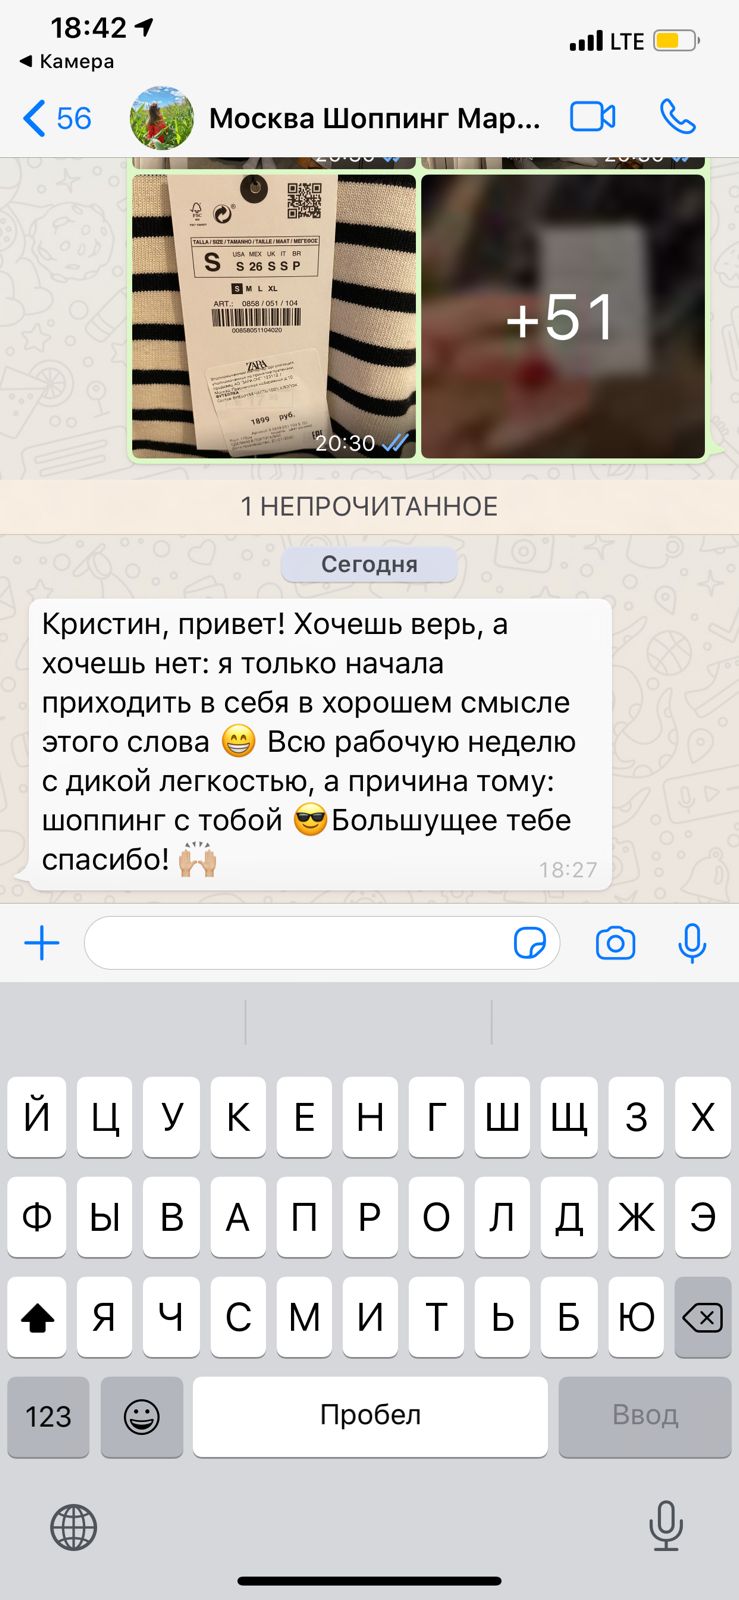 18:42
LTE
Камера
56
Москва Шоппинг Мар...
TALLA / SIZE / TAMANHO / TAILLE / MAAT / ΜΕΓΕΘΟΣ
USA MEX UK IT BR
S S 26 S S P
S M L XL
ART.: 0858 / 051 / 104
00858051104020
ZARA
ФУТБОЛКА
1899 руб.
20:30
+51
1 НЕПРОЧИТАННОЕ
Сегодня
Кристин, привет! Хочешь верь, а
хочешь нет: я только начала
приходить в себя в хорошем смысле
этого слова 😁 Всю рабочую неделю
с дикой легкостью, а причина тому:
шоппинг с тобой 😎Большущее тебе
спасибо! 🙌🏼
18:27
Й Ц У К Е Н Г Ш Щ З Х
Ф Ы В А П Р О Л Д Ж Э
Я Ч С М И Т Ь Б Ю
123 Пробел Ввод